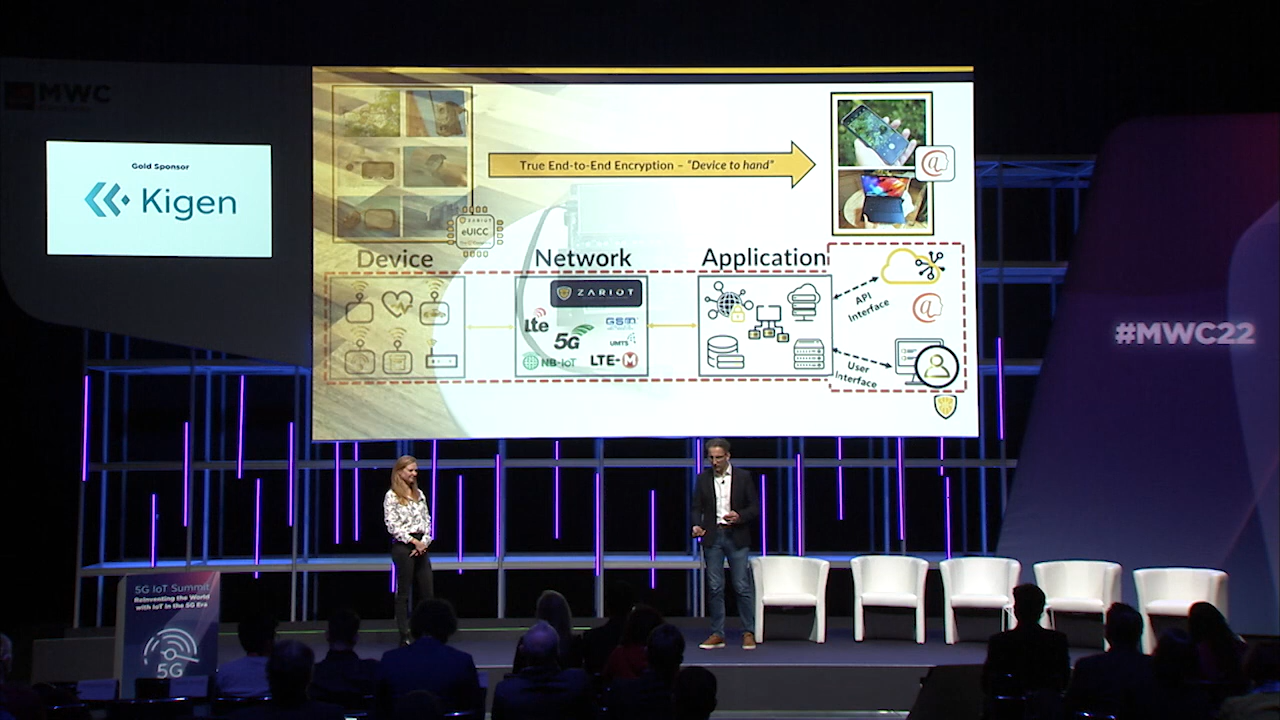 MWC
Gold Sponsor
Kigen
True End-to-End Encryption – “Device to hand”
@
ZARIOT
eUICC
Device
Network
Application
ZARIOT
lte
5G
GSM
UMTS
NB-IoT
LTE-M
API
Interface
@
User
Interface
#MWC22
5G IoT Summit
Reinventing the World
with IoT in the 5G Era
5G